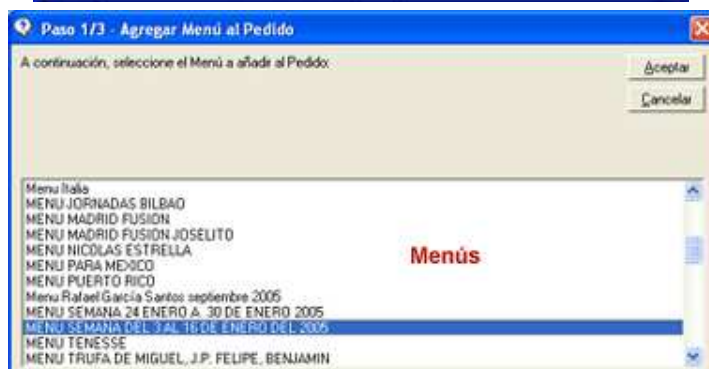 Paso 1/3 - Agregar Menú al Pedido
A continuación, seleccione el Menú a añadir al Pedido:
Aceptar
Cancelar
Menu Italia
MENU JORNADAS BILBAO
MENU MADRID FUSION
MENU MADRID FUSION JOSELITO
MENU NICOLAS ESTRELLA
MENU PARA MEXICO
MENU PUERTO RICO
Menu Rafael García Santos septiembre 2005
MENU SEMANA 24 ENERO A 30 DE ENERO 2005
MENU SEMANA DEL 3 AL 16 DE ENERO DEL 2005
MENU TENESSE
MENU TRUFA DE MIGUEL, J.P. FELIPE, BENJAMIN
Menús